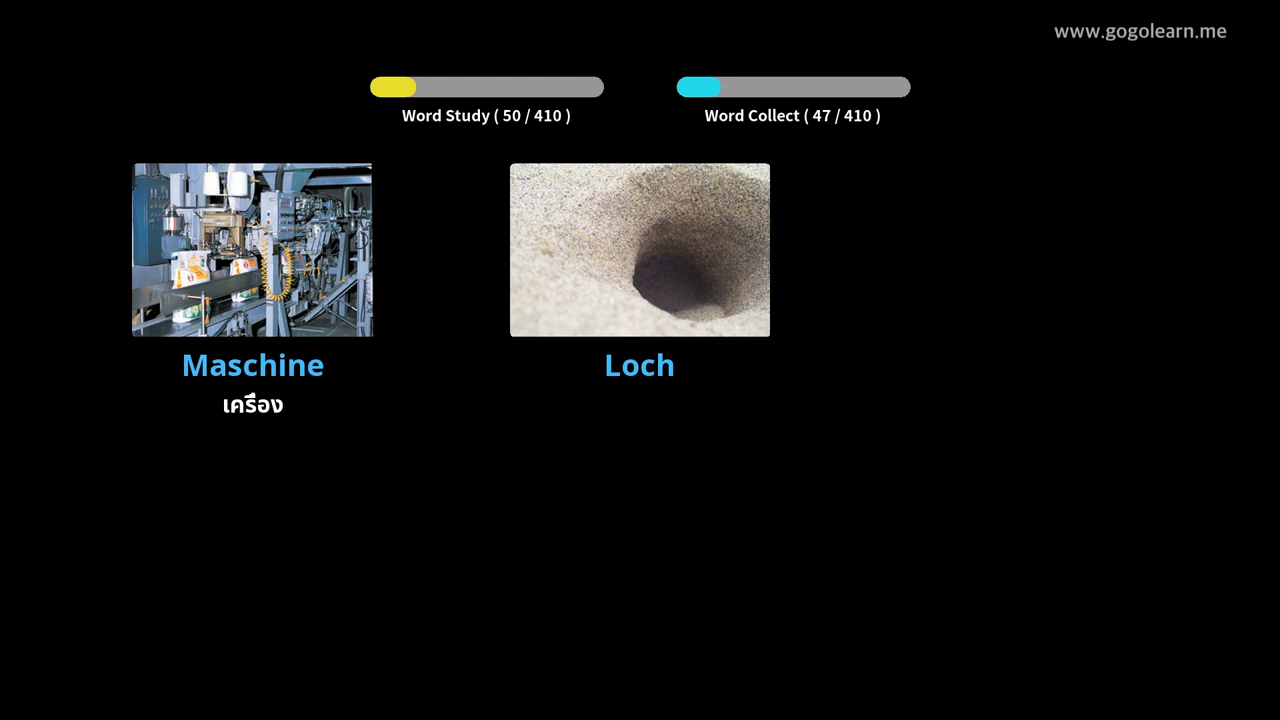 www.gogolearn.me
Word Study ( 50 / 410 )
Word Collect ( 47 / 410 )
Maschine
Loch
เครื่อง